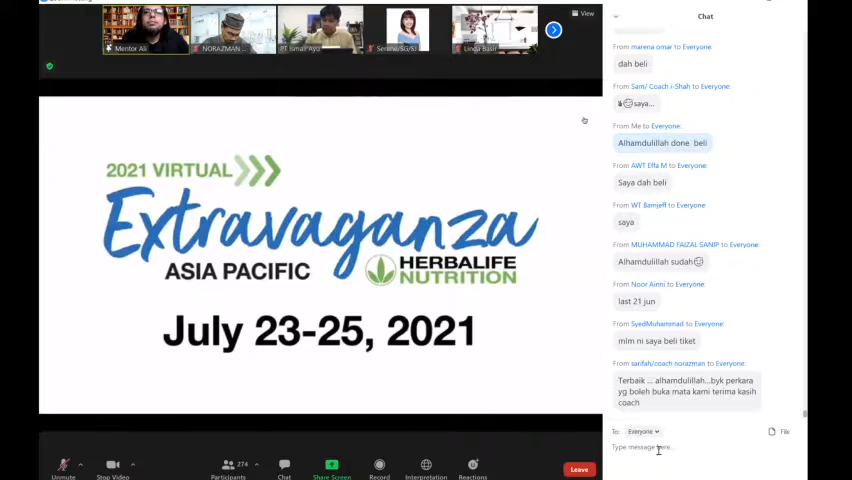 View
Mentor Ali
NORAZMAN ...
PT Ismail Ayu
Serene/SG/SI
Linda Basir
2021 VIRTUAL
Extravaganza
ASIA PACIFIC
HERBALIFE
NUTRITION
July 23-25, 2021
Unmute
Stop Video
274
Participants
Chat
Share Screen
Record
Interpretation
Reactions
Leave
Chat
From marena omar to Everyone:
dah beli
From Sam/ Coach i-Shah to Everyone:
saya...
From Me to Everyone:
Alhamdulillah done beli
From AWT Effa M to Everyone:
Saya dah beli
From WT Bamjeff to Everyone:
saya
From MUHAMMAD FAIZAL SANIP to Everyone:
Alhamdulillah sudah
From Noor Ainni to Everyone:
last 21 jun
From SyedMuhammad to Everyone:
mlm ni saya beli tiket
From sarifah/coach norazman to Everyone:
Terbaik ... alhamdulillah...byk perkara
yg boleh buka mata kami terima kasih
coach
To: Everyone
File
Type message here...